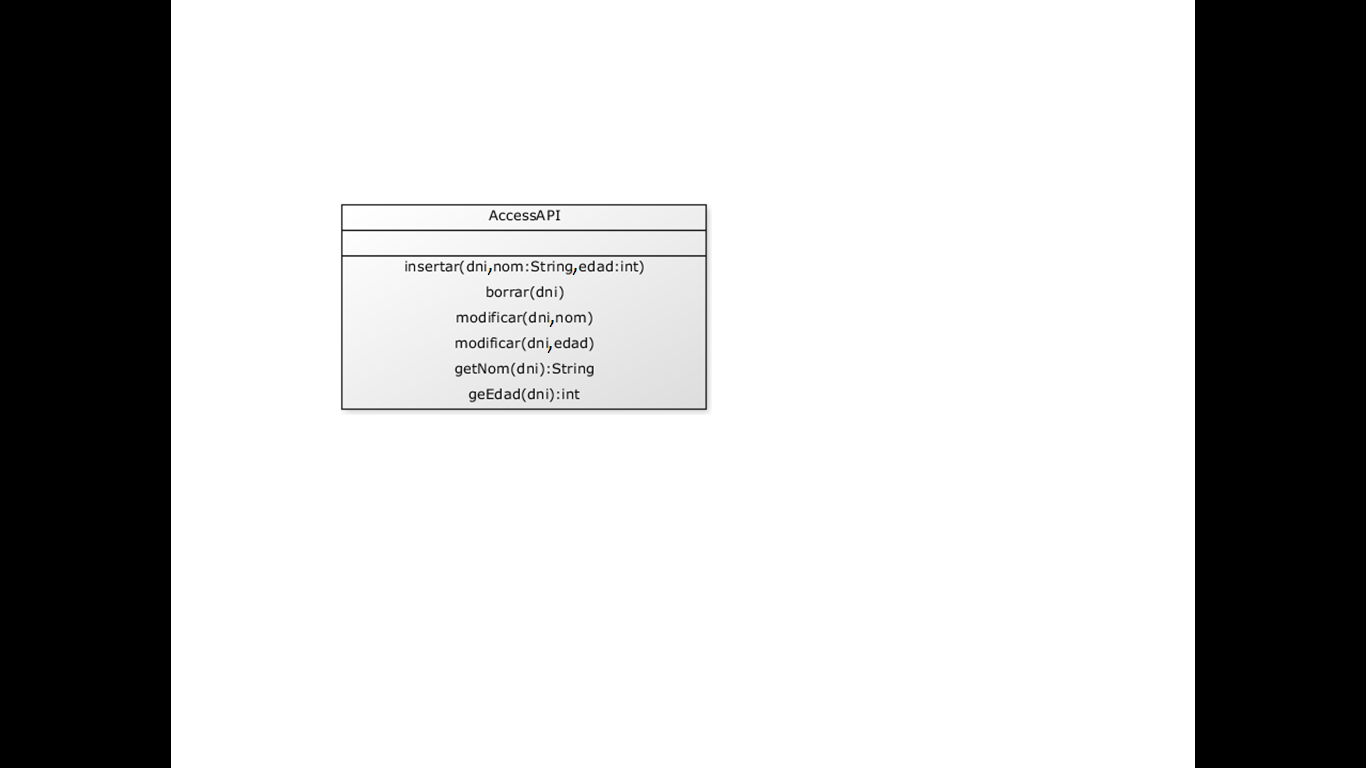 AccessAPI
insertar(dni,nom:String,edad:int)
borrar(dni)
modificar(dni,nom)
modificar(dni,edad)
getNom(dni):String
geEdad(dni):int